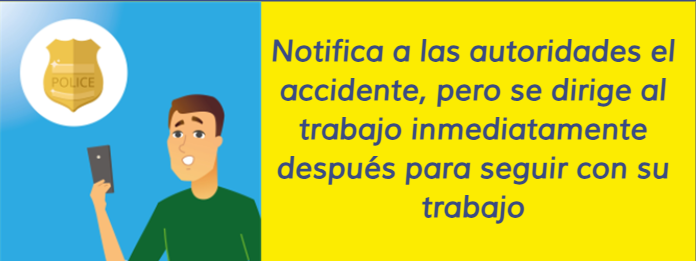 POLICE
Notifica a las autoridades el
accidente, pero se dirige al
trabajo inmediatamente
después para seguir con su
trabajo